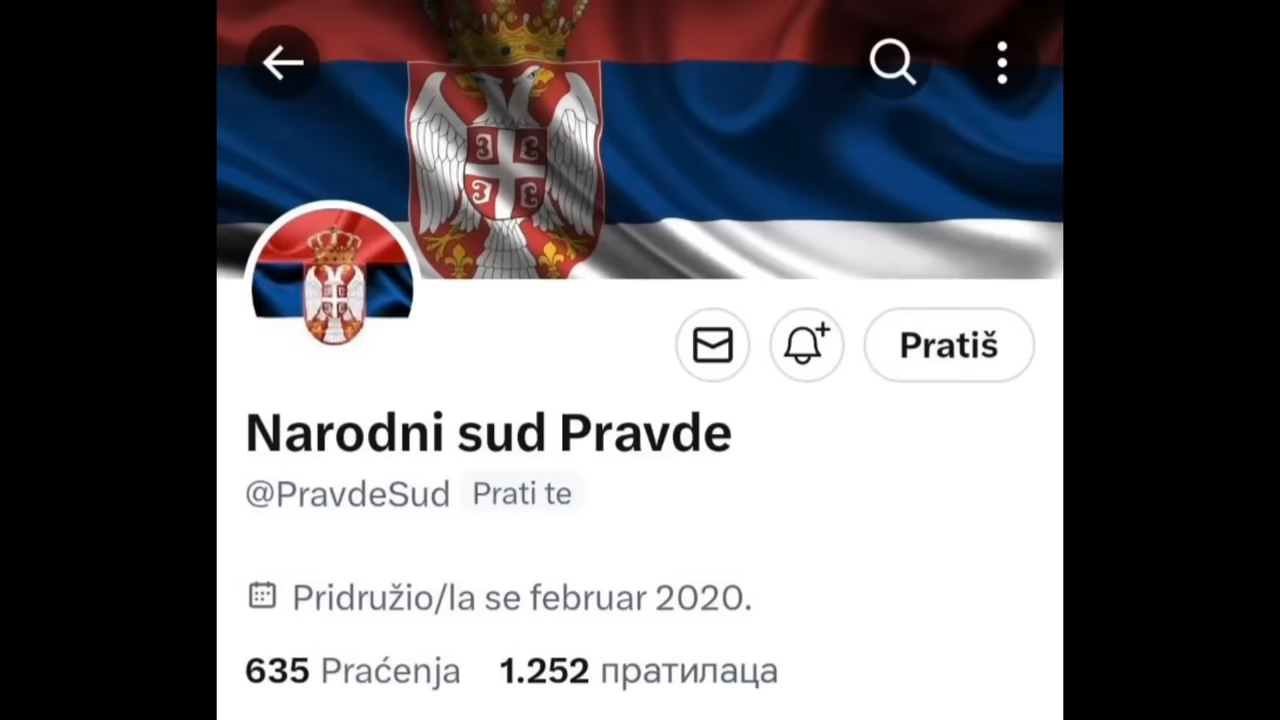 Pratiš
Narodni sud Pravde
@PravdeSud Prati te
Pridružio/la se februar 2020.
635 Praćenja 1.252 пратилаца